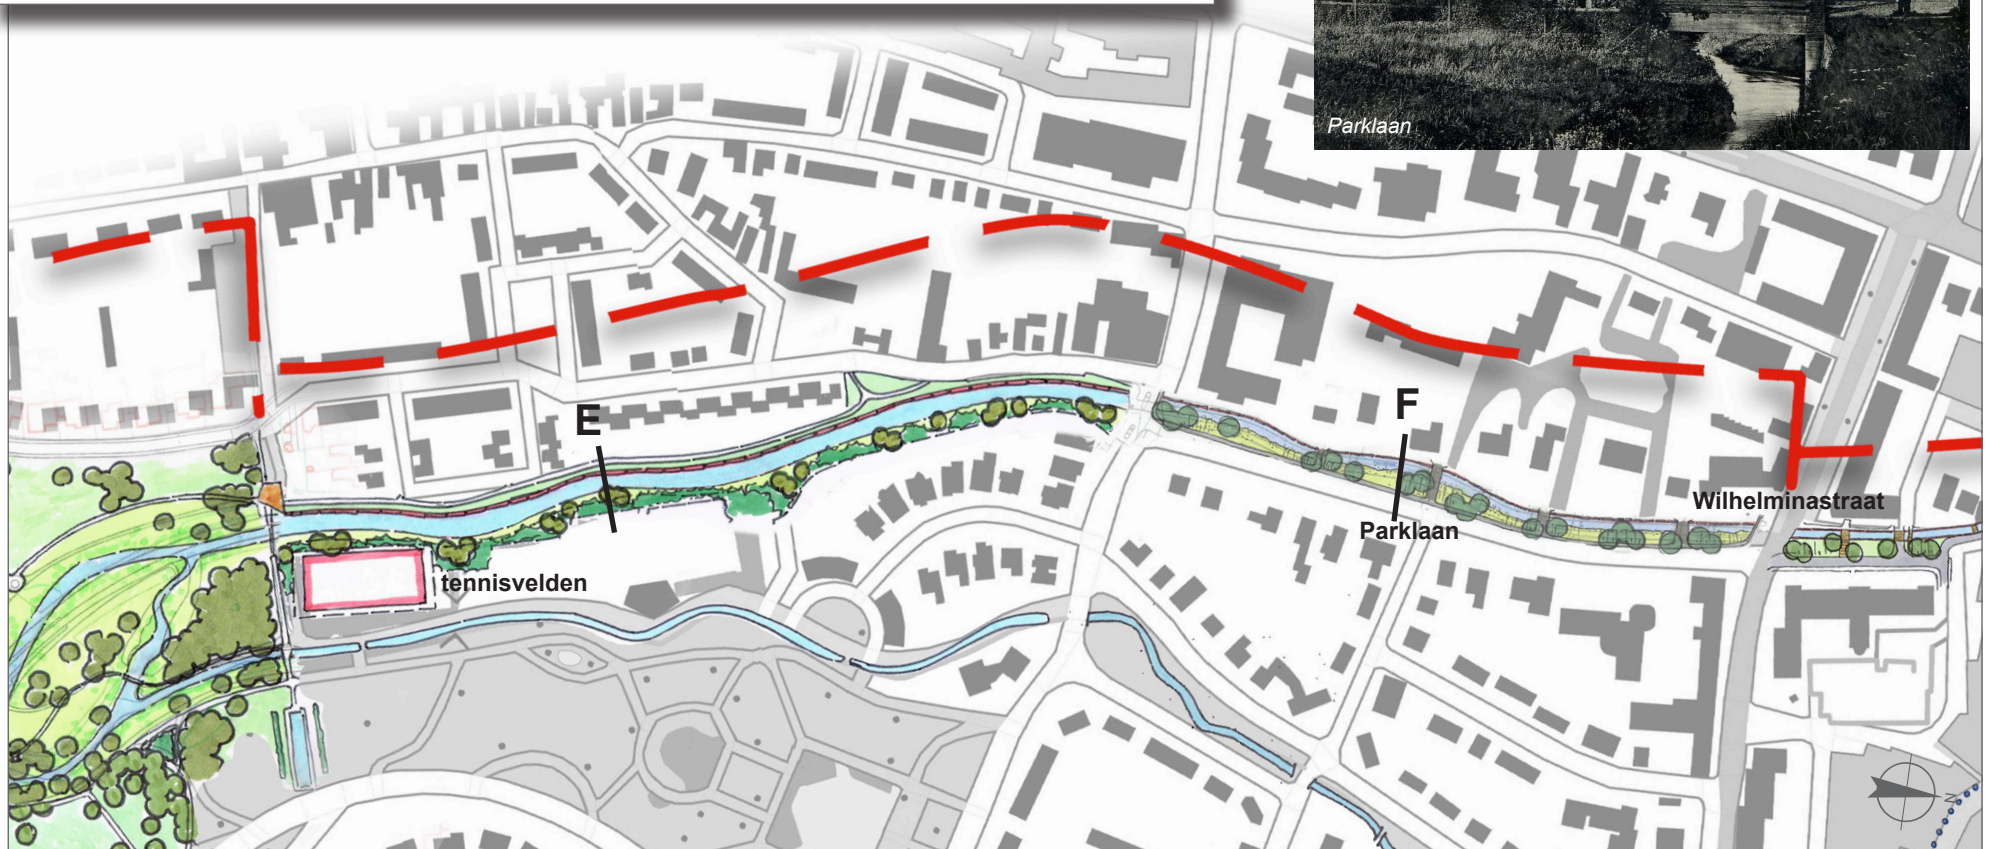 Parklaan
E
F
Wilhelminastraat
Parklaan
tennisvelden
N